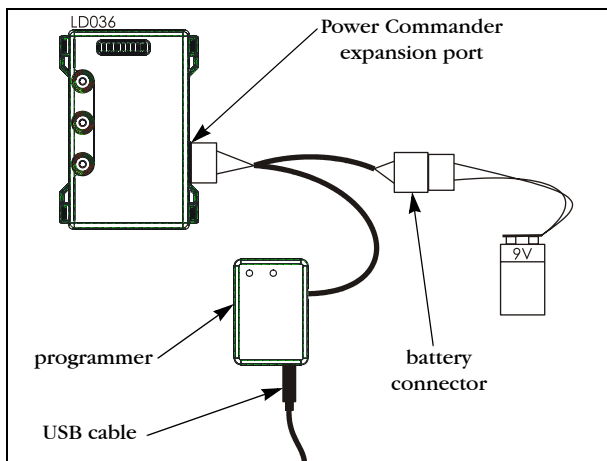 LD036
Power Commander
expansion port
9V
programmer
battery
connector
USB cable